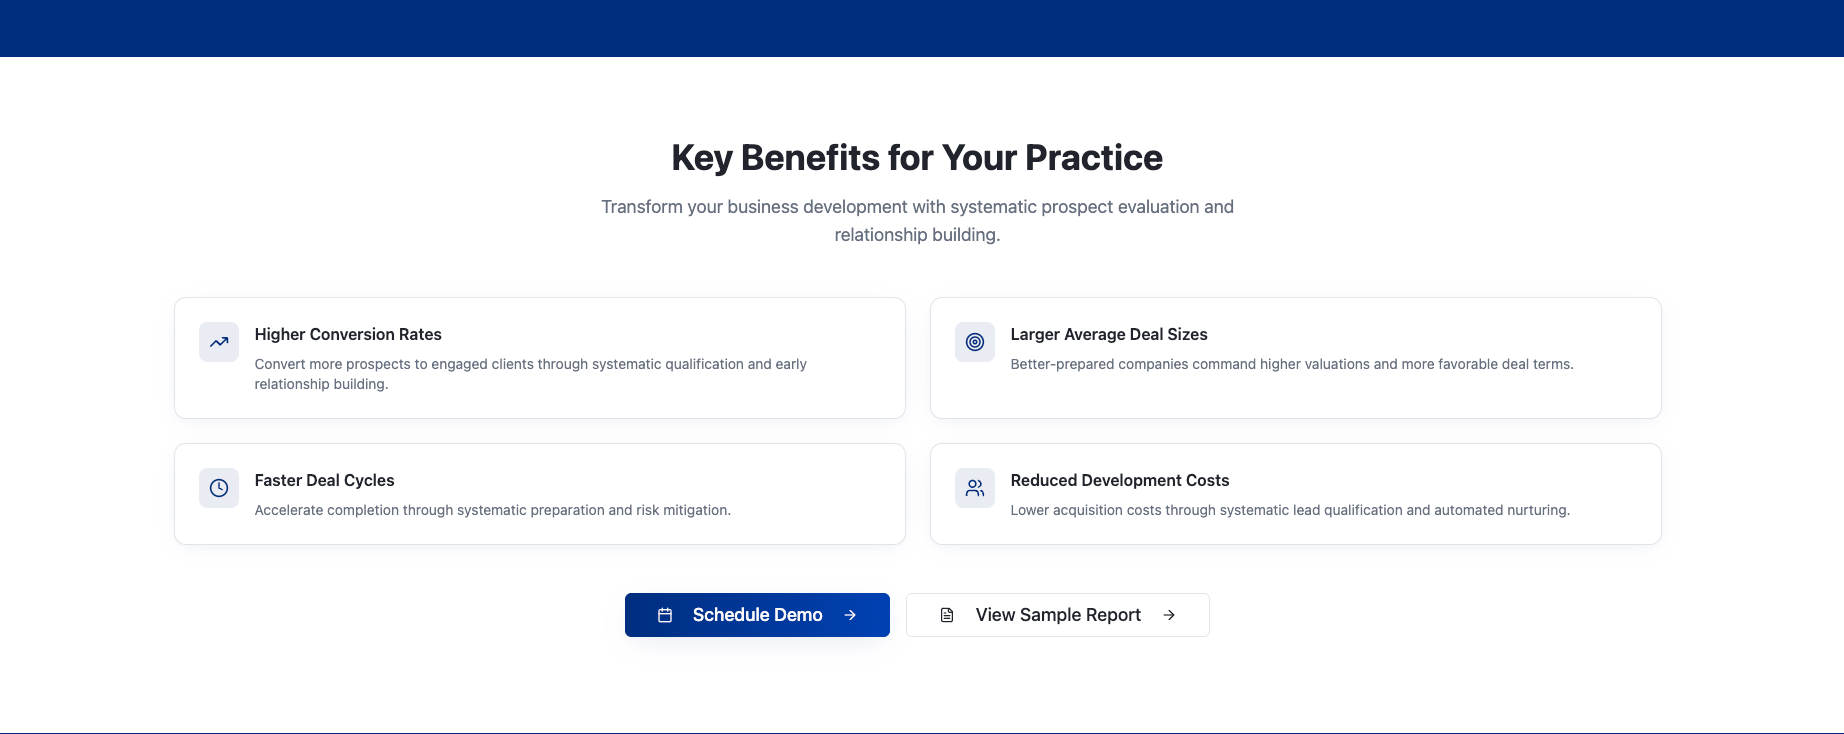 Key Benefits for Your Practice
Transform your business development with systematic prospect evaluation and
relationship building.
Higher Conversion Rates
Convert more prospects to engaged clients through systematic qualification and early
relationship building.
Larger Average Deal Sizes
Better-prepared companies command higher valuations and more favorable deal terms.
Faster Deal Cycles
Accelerate completion through systematic preparation and risk mitigation.
Reduced Development Costs
Lower acquisition costs through systematic lead qualification and automated nurturing.
Schedule Demo
View Sample Report